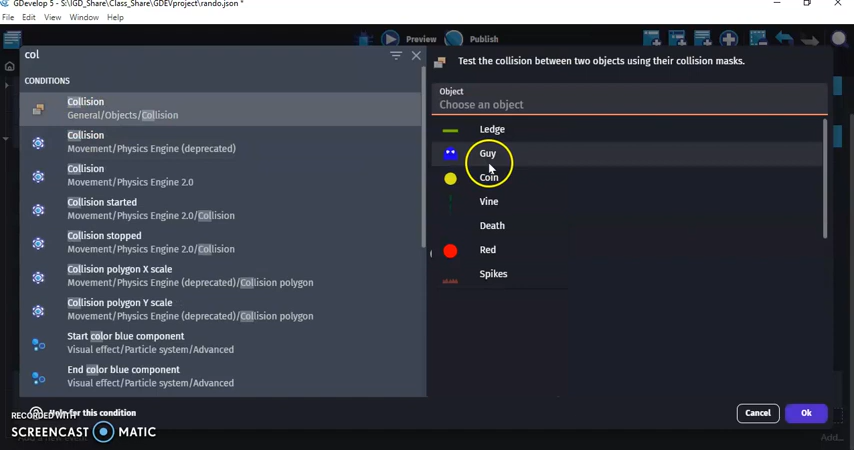 GDevelop 5 - S:\IGD_Share\Class_Share\GDEVproject\rando.json *
File Edit View Window Help
Preview Publish
col
CONDITIONS
Collision
General/Objects/Collision
Collision
Movement/Physics Engine (deprecated)
Collision
Movement/Physics Engine 2.0
Collision started
Movement/Physics Engine 2.0/Collision
Collision stopped
Movement/Physics Engine 2.0/Collision
Collision polygon X scale
Movement/Physics Engine (deprecated)/Collision polygon
Collision polygon Y scale
Movement/Physics Engine (deprecated)/Collision polygon
Start color blue component
Visual effect/Particle system/Advanced
End color blue component
Visual effect/Particle system/Advanced
Test the collision between two objects using their collision masks.
Object
Choose an object
Ledge
Guy
Coin
Vine
Death
Red
Spikes
Help for this condition
Cancel Ok
RECORDED WITH
SCREENCAST MATIC
Add...